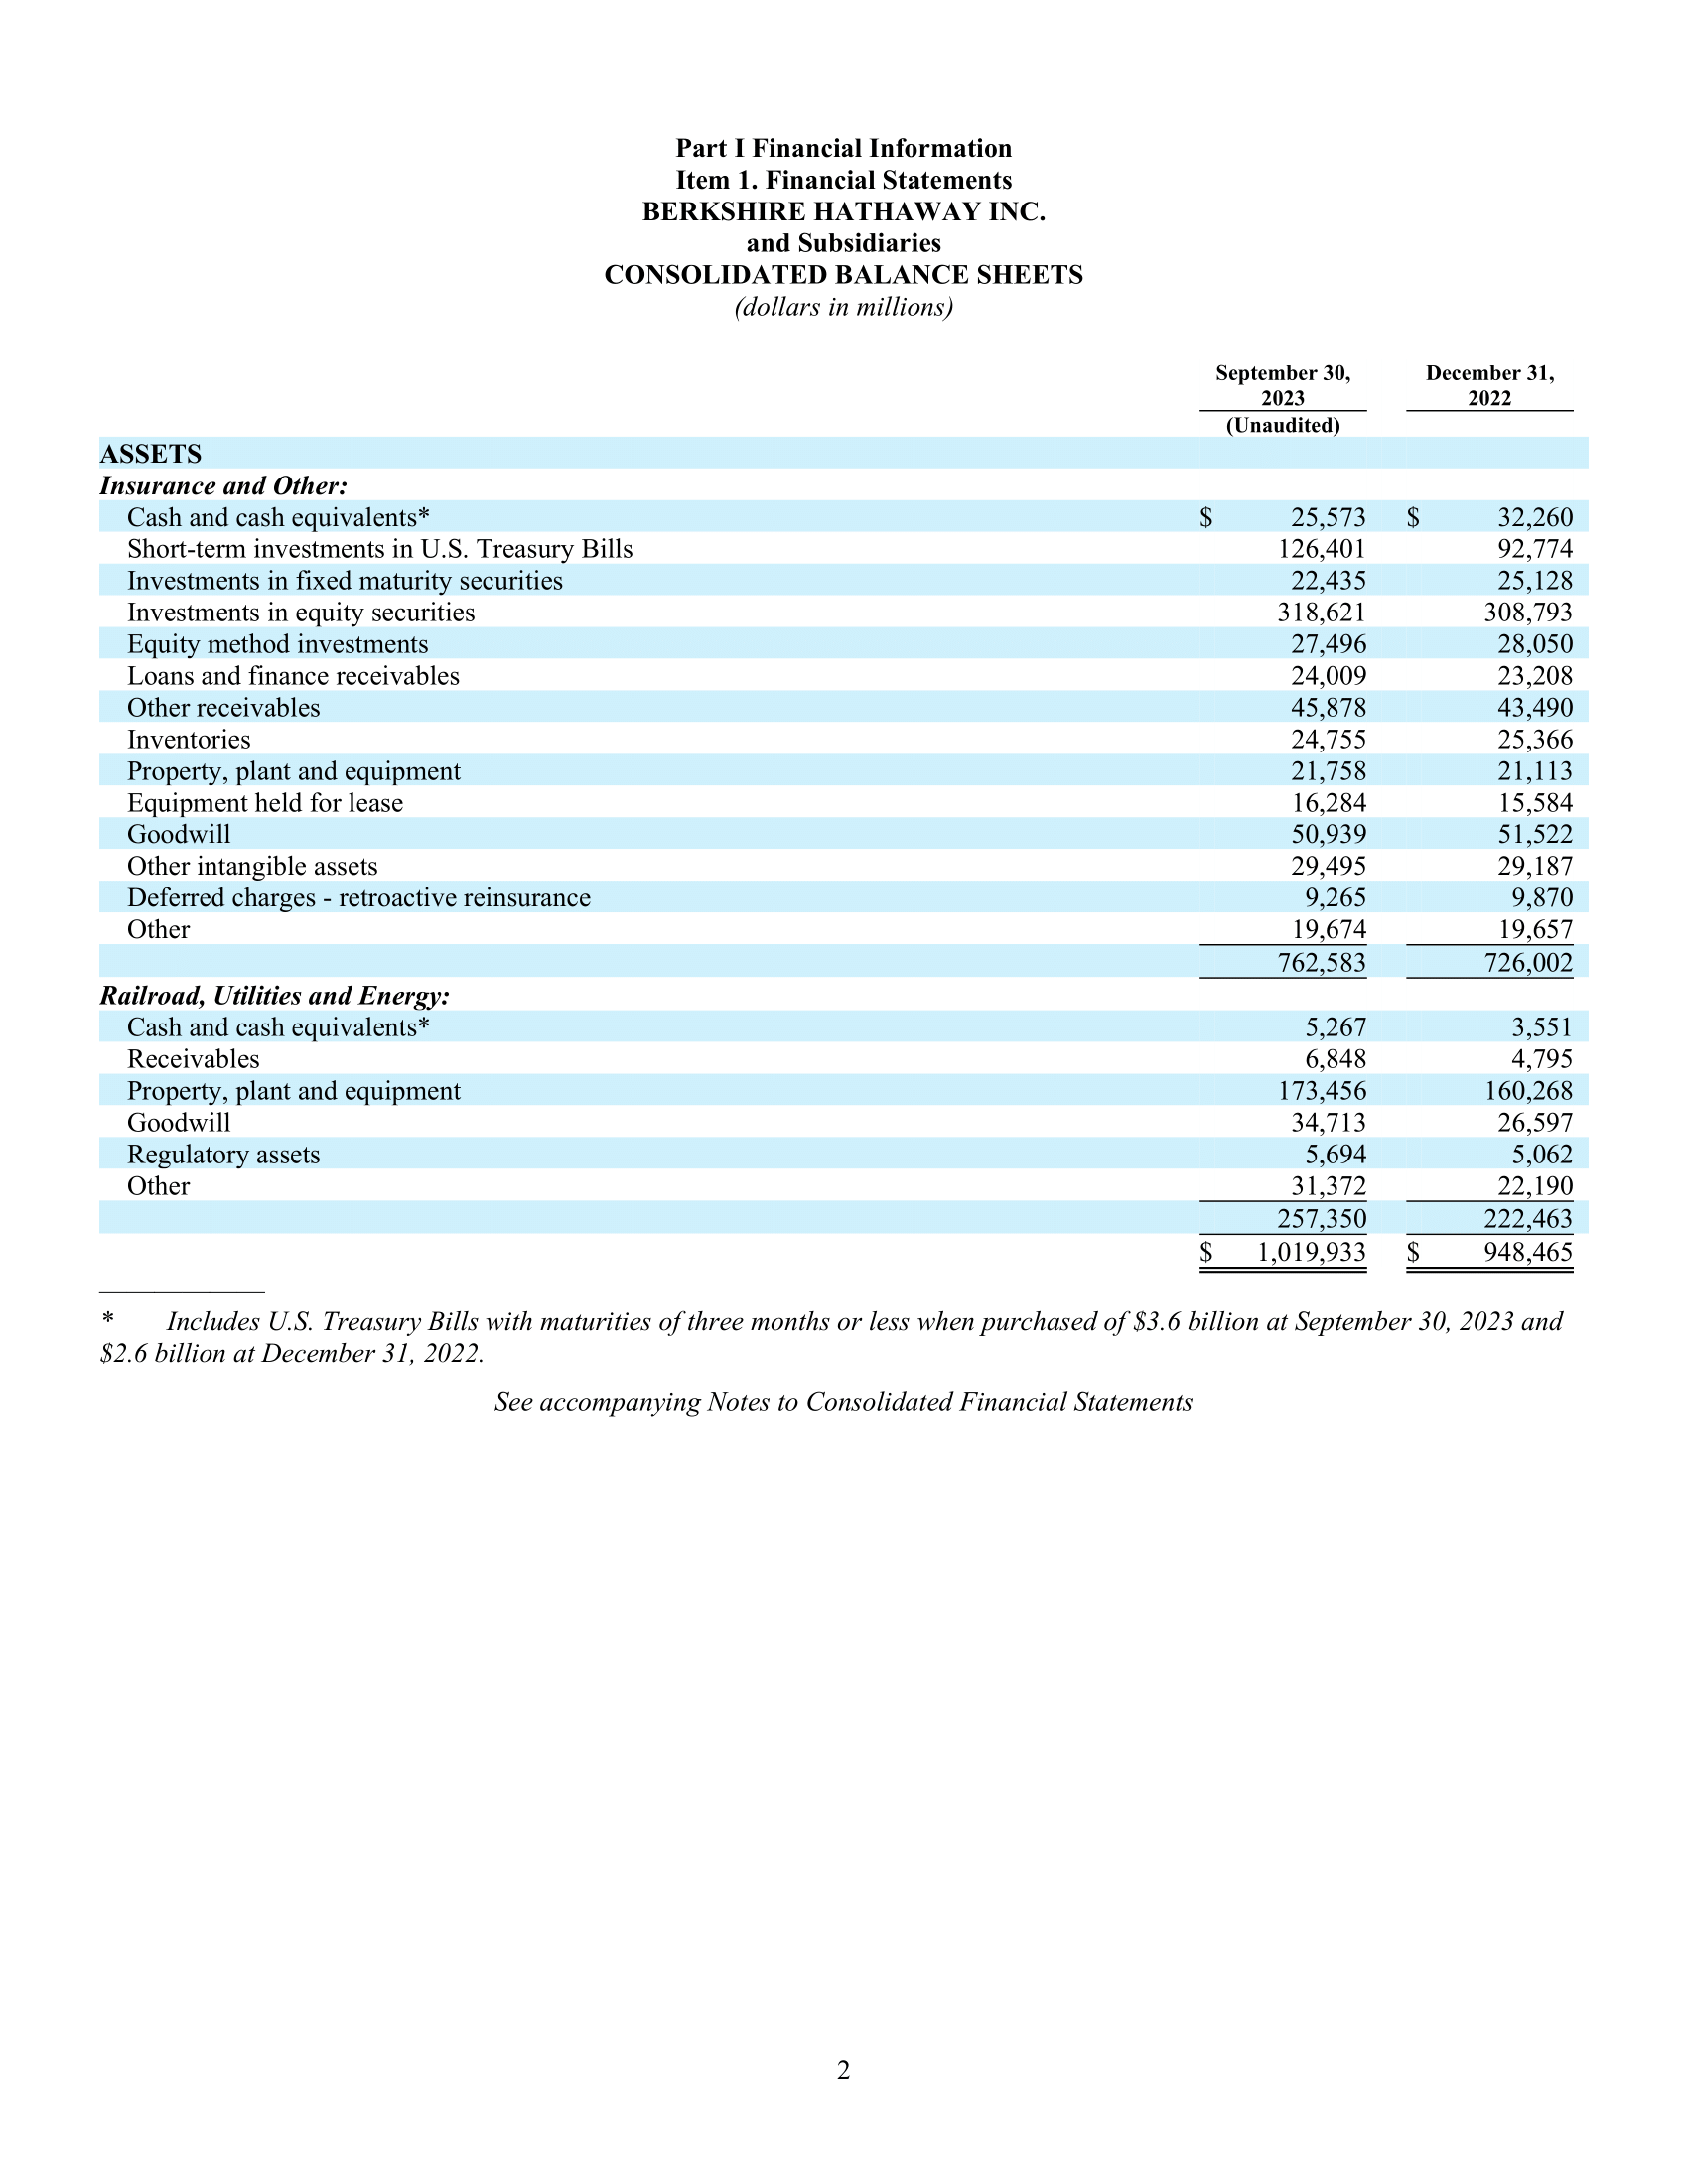 Part I Financial Information
Item 1. Financial Statements
BERKSHIRE HATHAWAY INC.
and Subsidiaries
CONSOLIDATED BALANCE SHEETS
(dollars in millions)
September 30, 2023 December 31, 2022
(Unaudited)
ASSETS
Insurance and Other:
Cash and cash equivalents* $ 25,573 $ 32,260
Short-term investments in U.S. Treasury Bills 126,401 92,774
Investments in fixed maturity securities 22,435 25,128
Investments in equity securities 318,621 308,793
Equity method investments 27,496 28,050
Loans and finance receivables 24,009 23,208
Other receivables 45,878 43,490
Inventories 24,755 25,366
Property, plant and equipment 21,758 21,113
Equipment held for lease 16,284 15,584
Goodwill 50,939 51,522
Other intangible assets 29,495 29,187
Deferred charges - retroactive reinsurance 9,265 9,870
Other 19,674 19,657
762,583 726,002
Railroad, Utilities and Energy:
Cash and cash equivalents* 5,267 3,551
Receivables 6,848 4,795
Property, plant and equipment 173,456 160,268
Goodwill 34,713 26,597
Regulatory assets 5,694 5,062
Other 31,372 22,190
257,350 222,463
$ 1,019,933 $ 948,465
* Includes U.S. Treasury Bills with maturities of three months or less when purchased of $3.6 billion at September 30, 2023 and
$2.6 billion at December 31, 2022.
See accompanying Notes to Consolidated Financial Statements
2